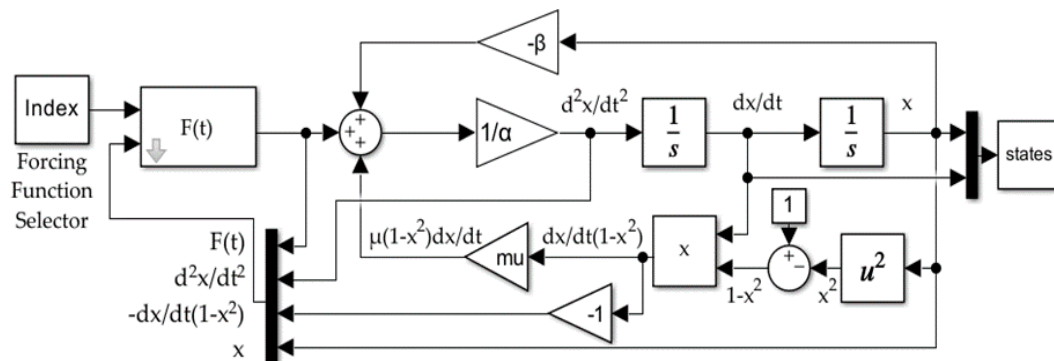 -β
Index
F(t)
Forcing
Function
Selector
+
+
+
1/α
d²x/dt²
1
s
dx/dt
1
s
x
states
F(t)
d²x/dt²
-dx/dt(1-x²)
x
μ(1-x²)dx/dt
mu
dx/dt(1-x²)
-1
x
1
+
−
1-x²
x²
u²